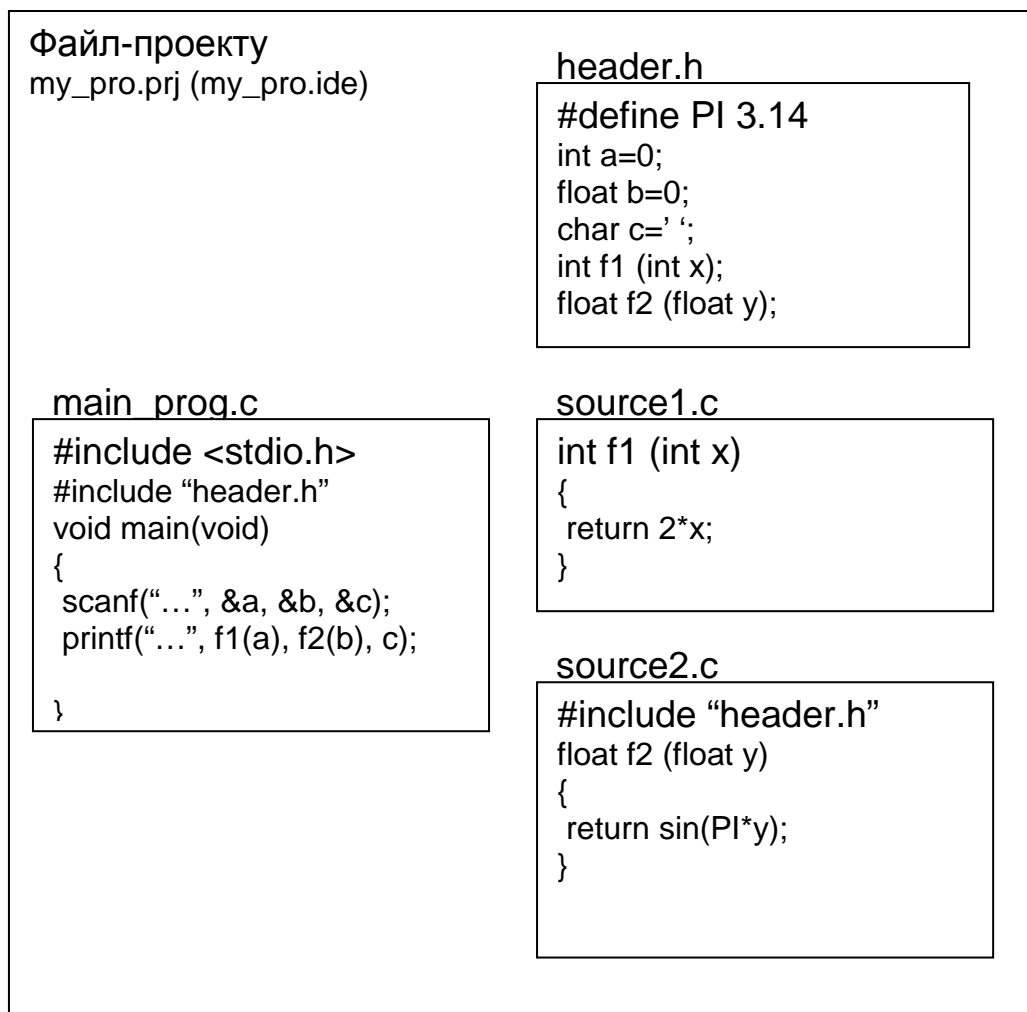 Файл-проекту
my_pro.prj (my_pro.ide)
header.h
#define PI 3.14
int a=0;
float b=0;
char c=’ ‘;
int f1 (int x);
float f2 (float y);
main_prog.c
#include <stdio.h>
#include “header.h”
void main(void)
{
scanf(“…”, &a, &b, &c);
printf(“…”, f1(a), f2(b), c);
}
source1.c
int f1 (int x)
{
return 2*x;
}
source2.c
#include “header.h”
float f2 (float y)
{
return sin(PI*y);
}